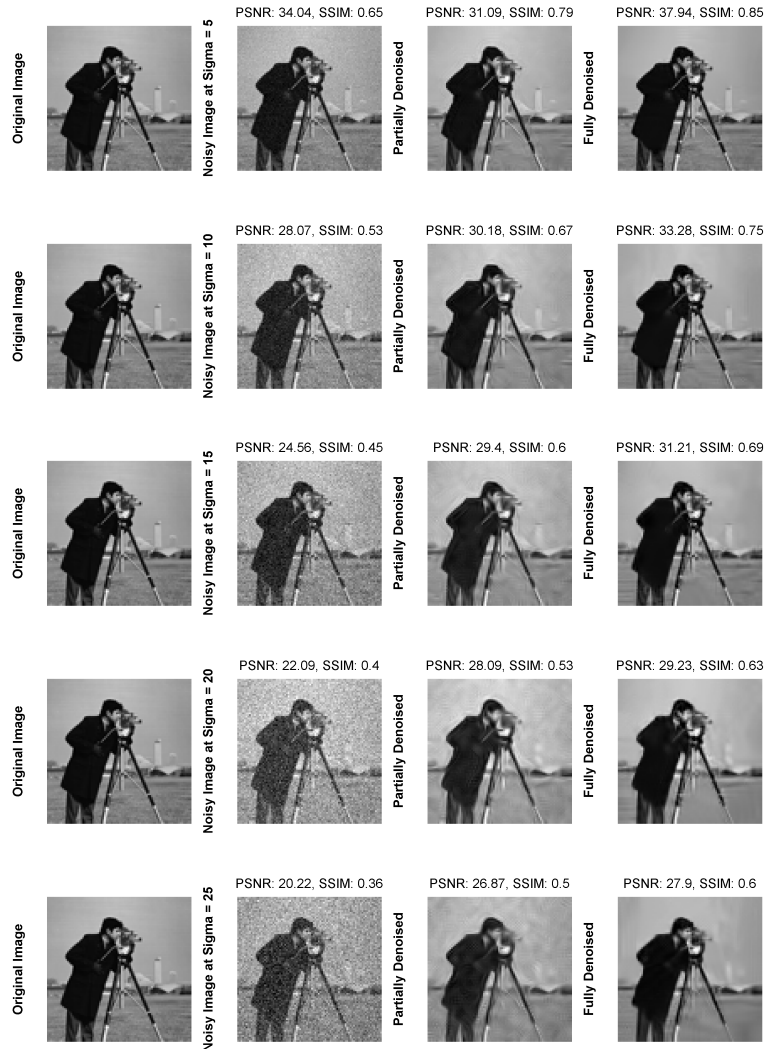 PSNR: 34.04, SSIM: 0.65
PSNR: 31.09, SSIM: 0.79
PSNR: 37.94, SSIM: 0.85
Original Image
Noisy Image at Sigma = 5
Partially Denoised
Fully Denoised
PSNR: 28.07, SSIM: 0.53
PSNR: 30.18, SSIM: 0.67
PSNR: 33.28, SSIM: 0.75
Original Image
Noisy Image at Sigma = 10
Partially Denoised
Fully Denoised
PSNR: 24.56, SSIM: 0.45
PSNR: 29.4, SSIM: 0.6
PSNR: 31.21, SSIM: 0.69
Original Image
Noisy Image at Sigma = 15
Partially Denoised
Fully Denoised
PSNR: 22.09, SSIM: 0.4
PSNR: 28.09, SSIM: 0.53
PSNR: 29.23, SSIM: 0.63
Original Image
Noisy Image at Sigma = 20
Partially Denoised
Fully Denoised
PSNR: 20.22, SSIM: 0.36
PSNR: 26.87, SSIM: 0.5
PSNR: 27.9, SSIM: 0.6
Original Image
Noisy Image at Sigma = 25
Partially Denoised
Fully Denoised